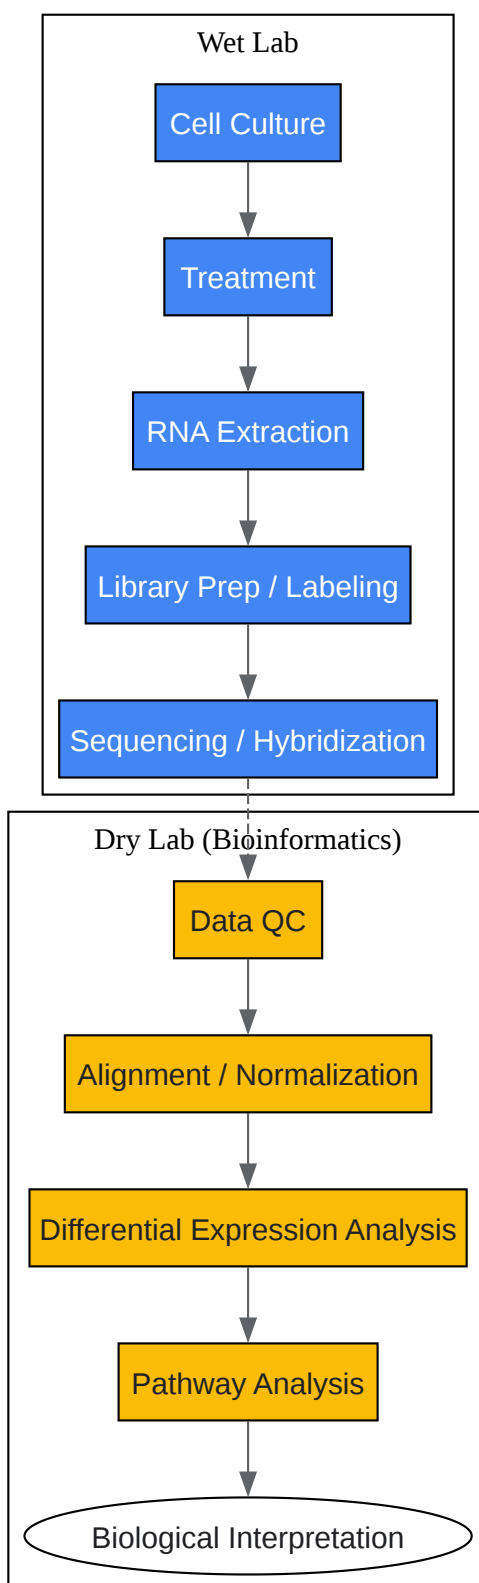 Wet Lab
Cell Culture
Treatment
RNA Extraction
Library Prep / Labeling
Sequencing / Hybridization
Dry Lab (Bioinformatics)
Data QC
Alignment / Normalization
Differential Expression Analysis
Pathway Analysis
Biological Interpretation